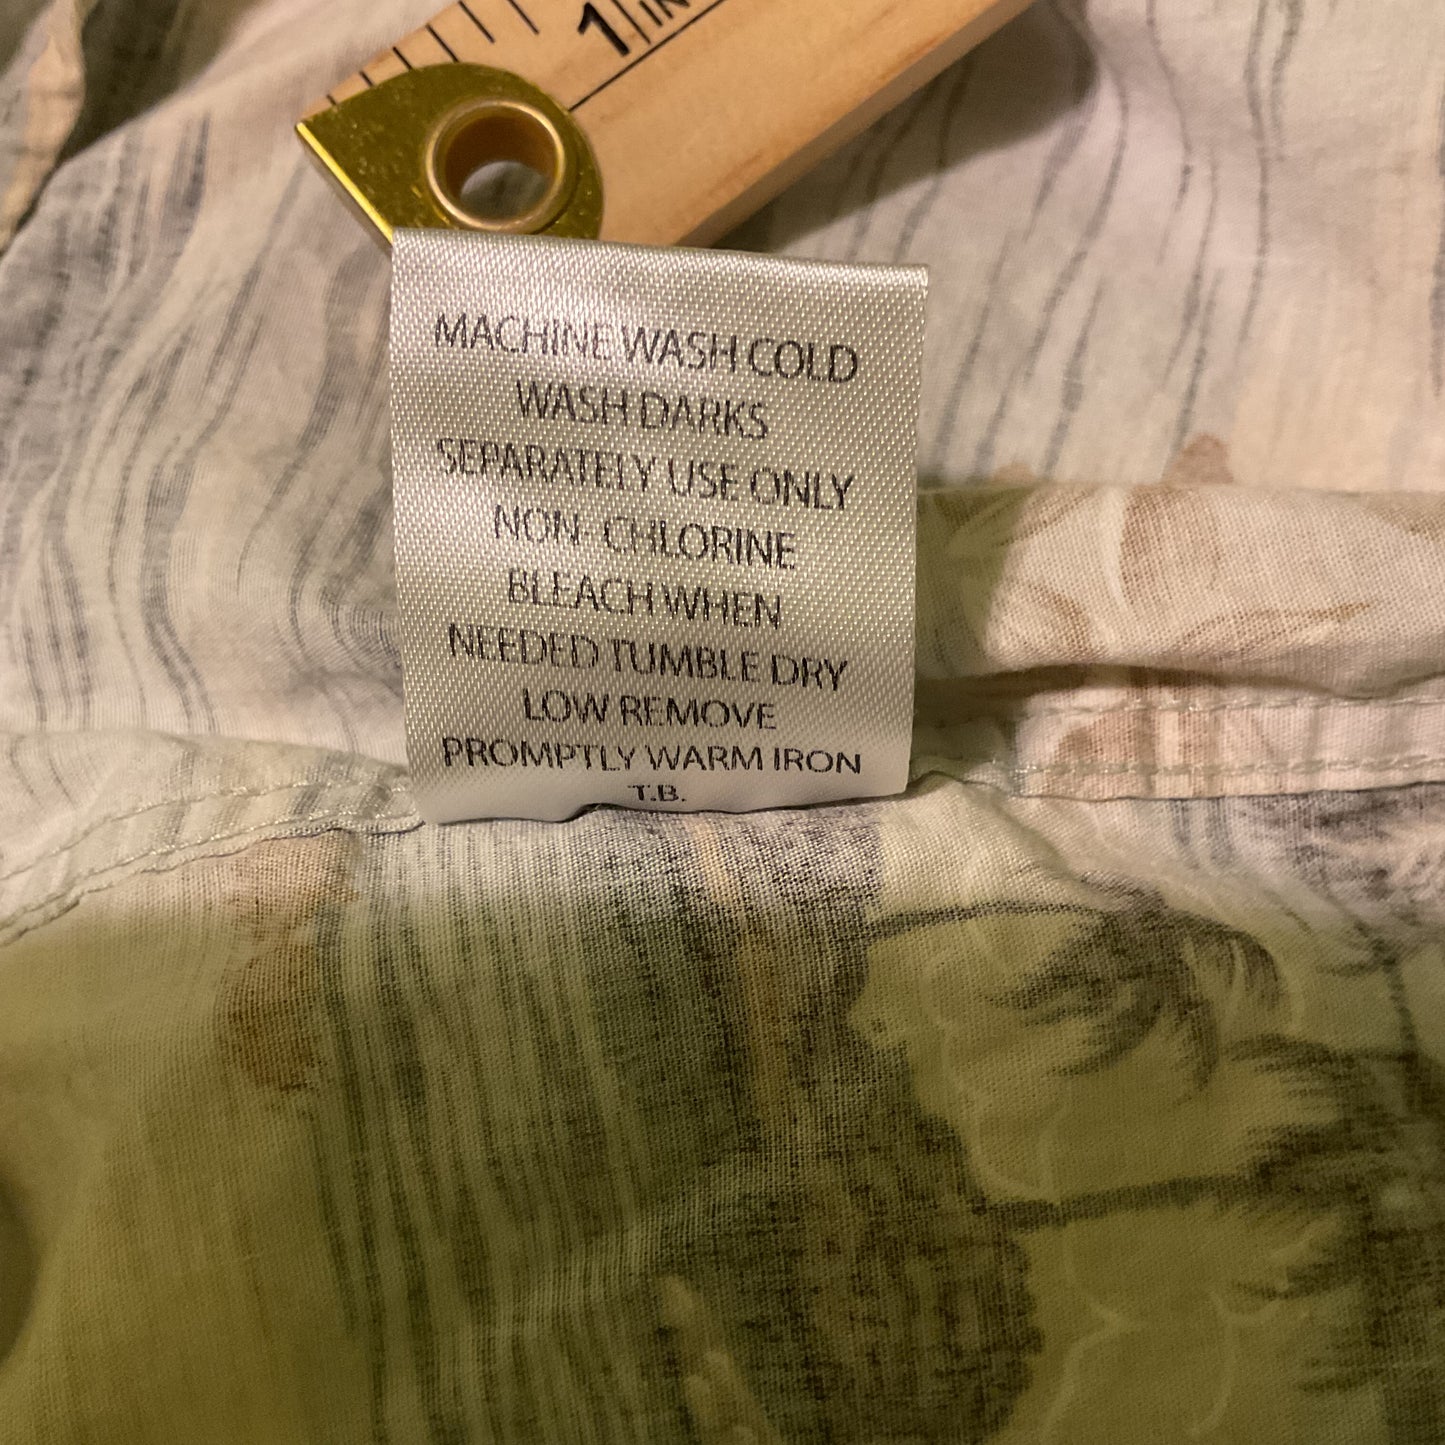 1 IN
MACHINE WASH COLD
WASH DARKS
SEPARATELY USE ONLY
NON- CHLORINE
BLEACH WHEN
NEEDED TUMBLE DRY
LOW REMOVE
PROMPTLY WARM IRON
T.B.